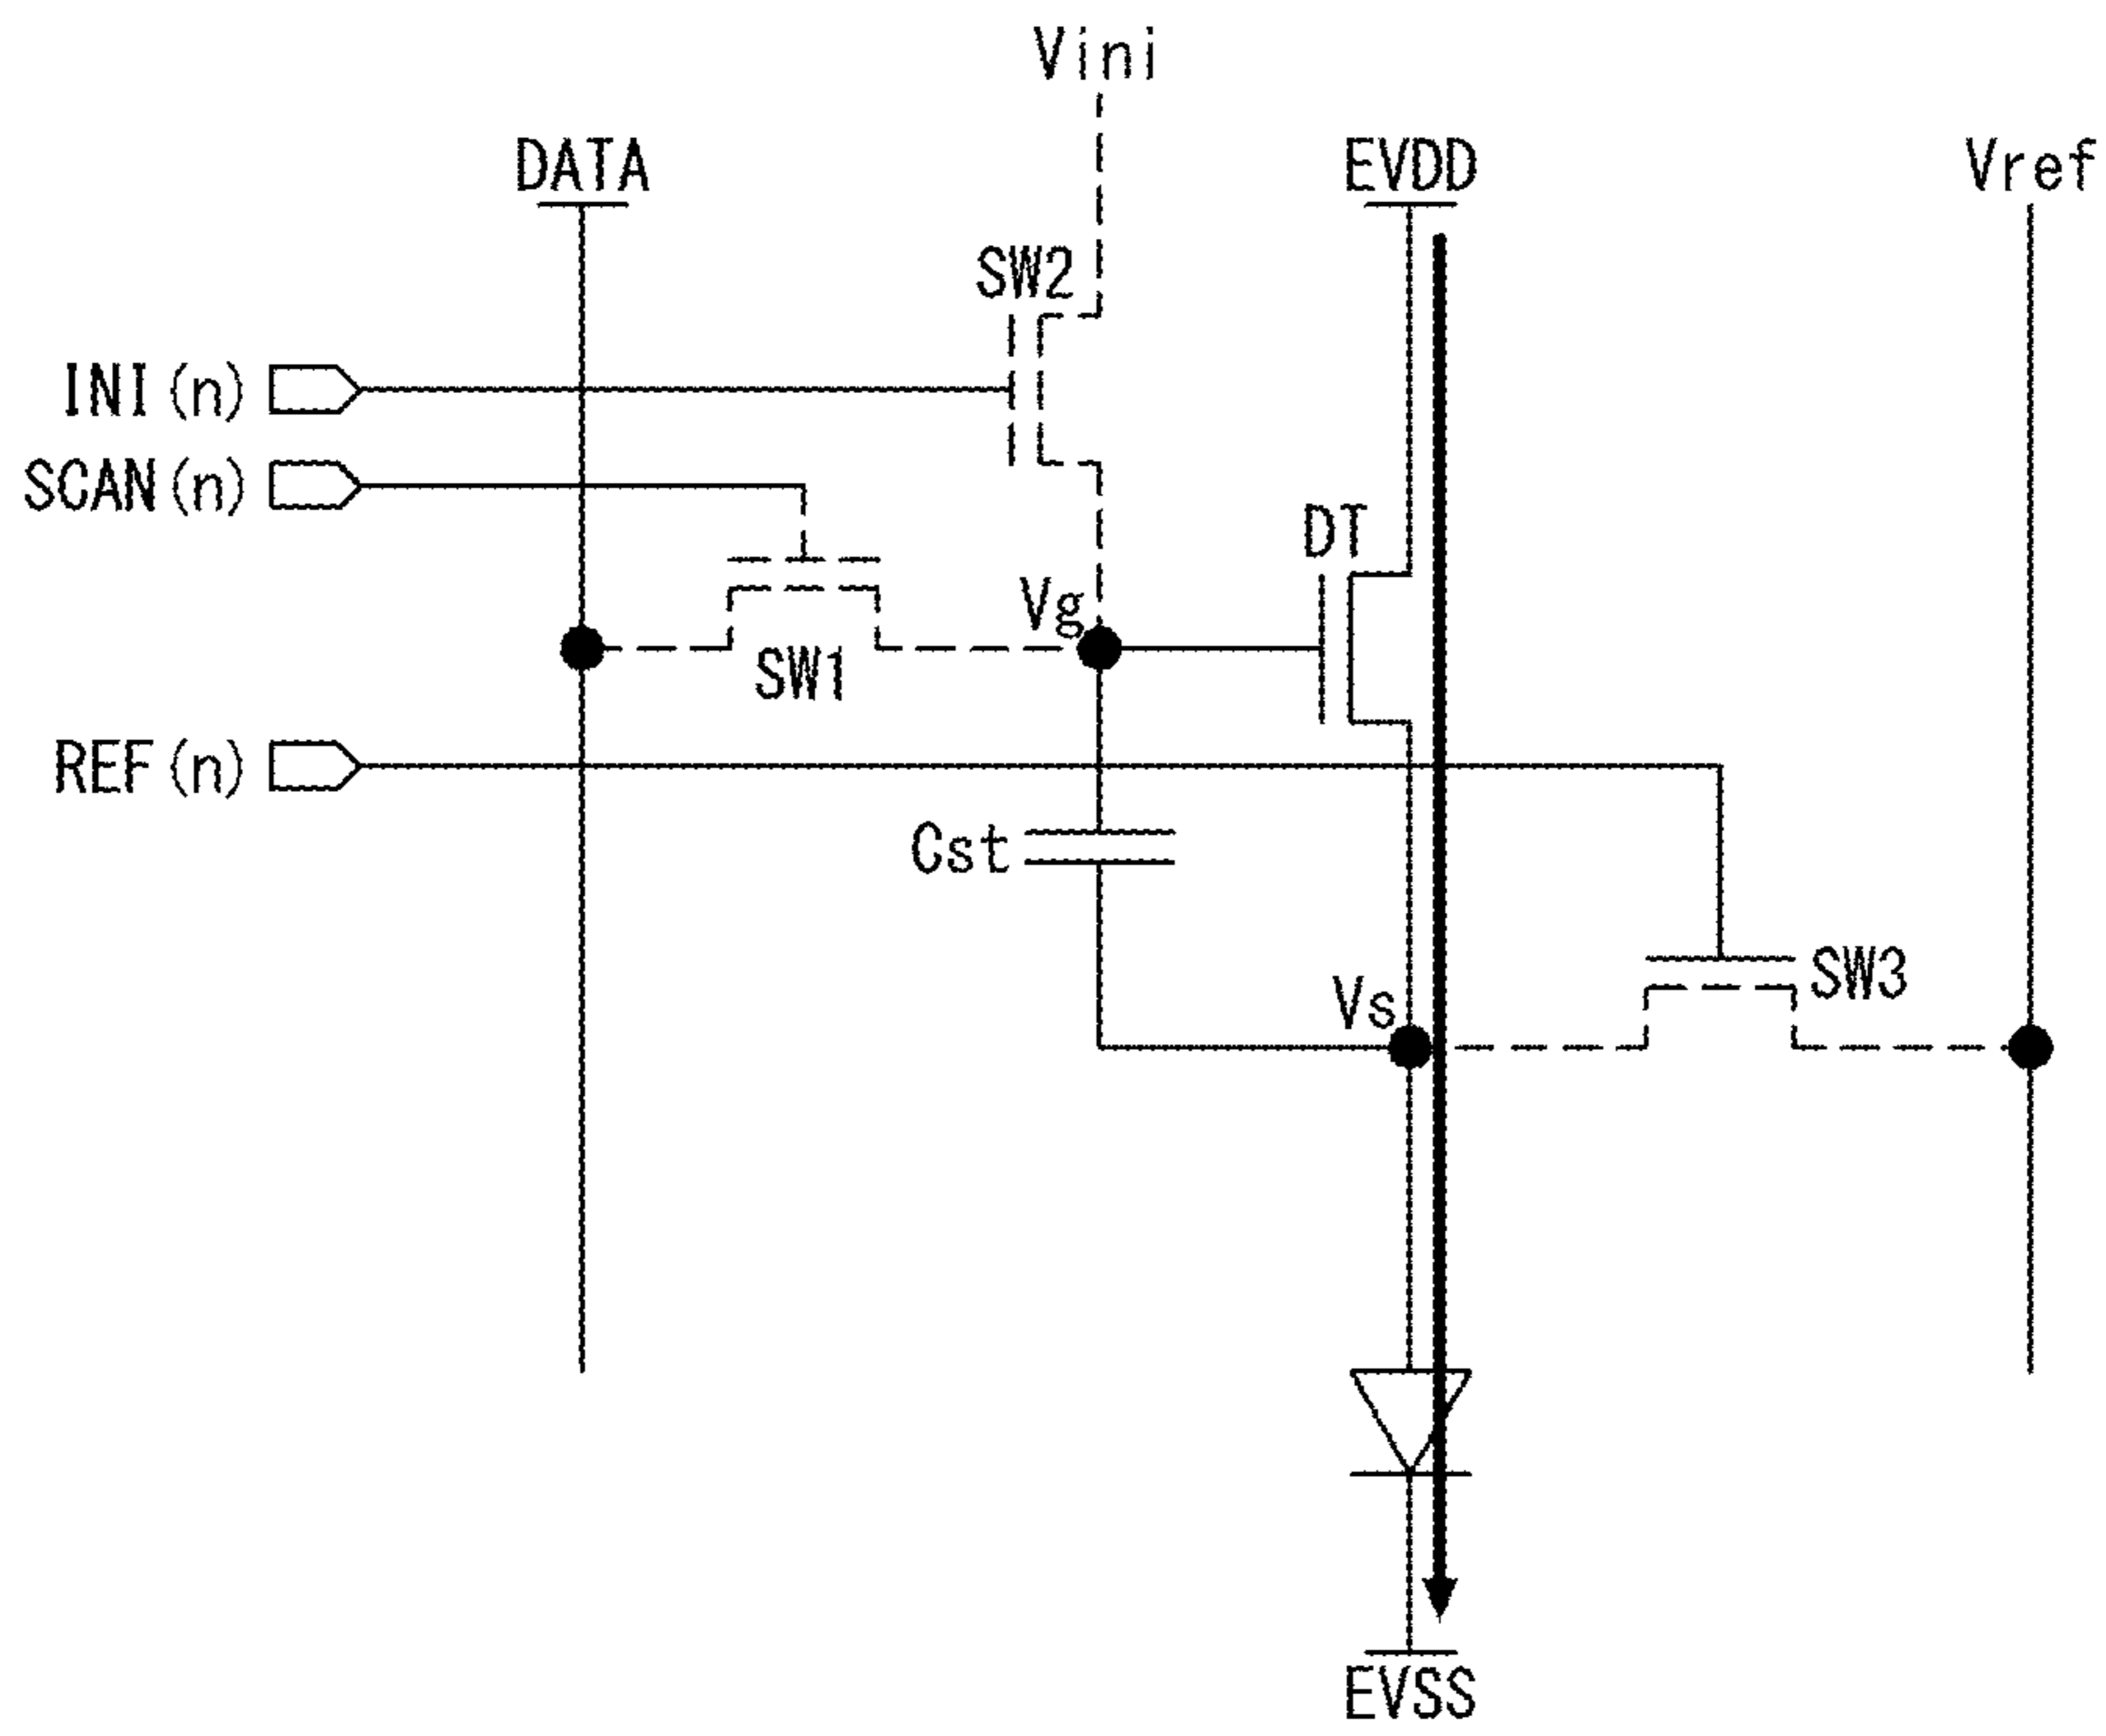 Vini
DATA
EVDD
Vref
SW2
INI(n)
SCAN(n)
DT
Vg
SW1
REF(n)
Cst
SW3
Vs
EVSS